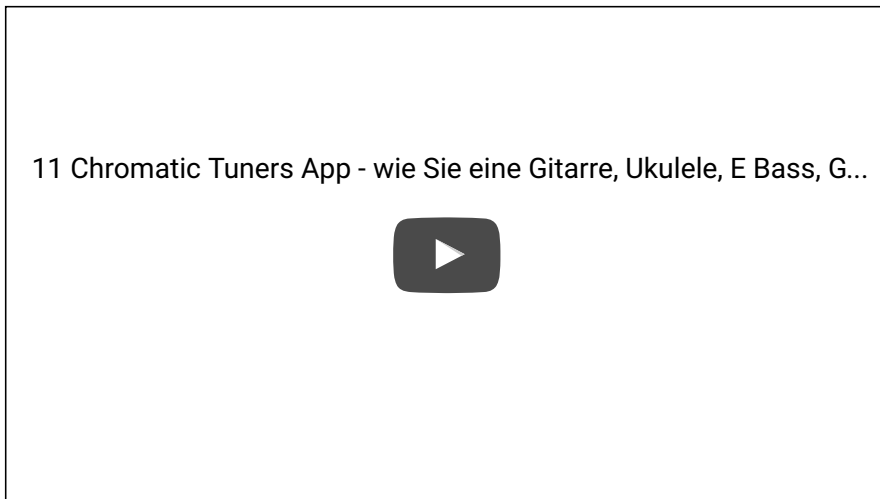 11 Chromatic Tuners App - wie Sie eine Gitarre, Ukulele, E Bass, G...